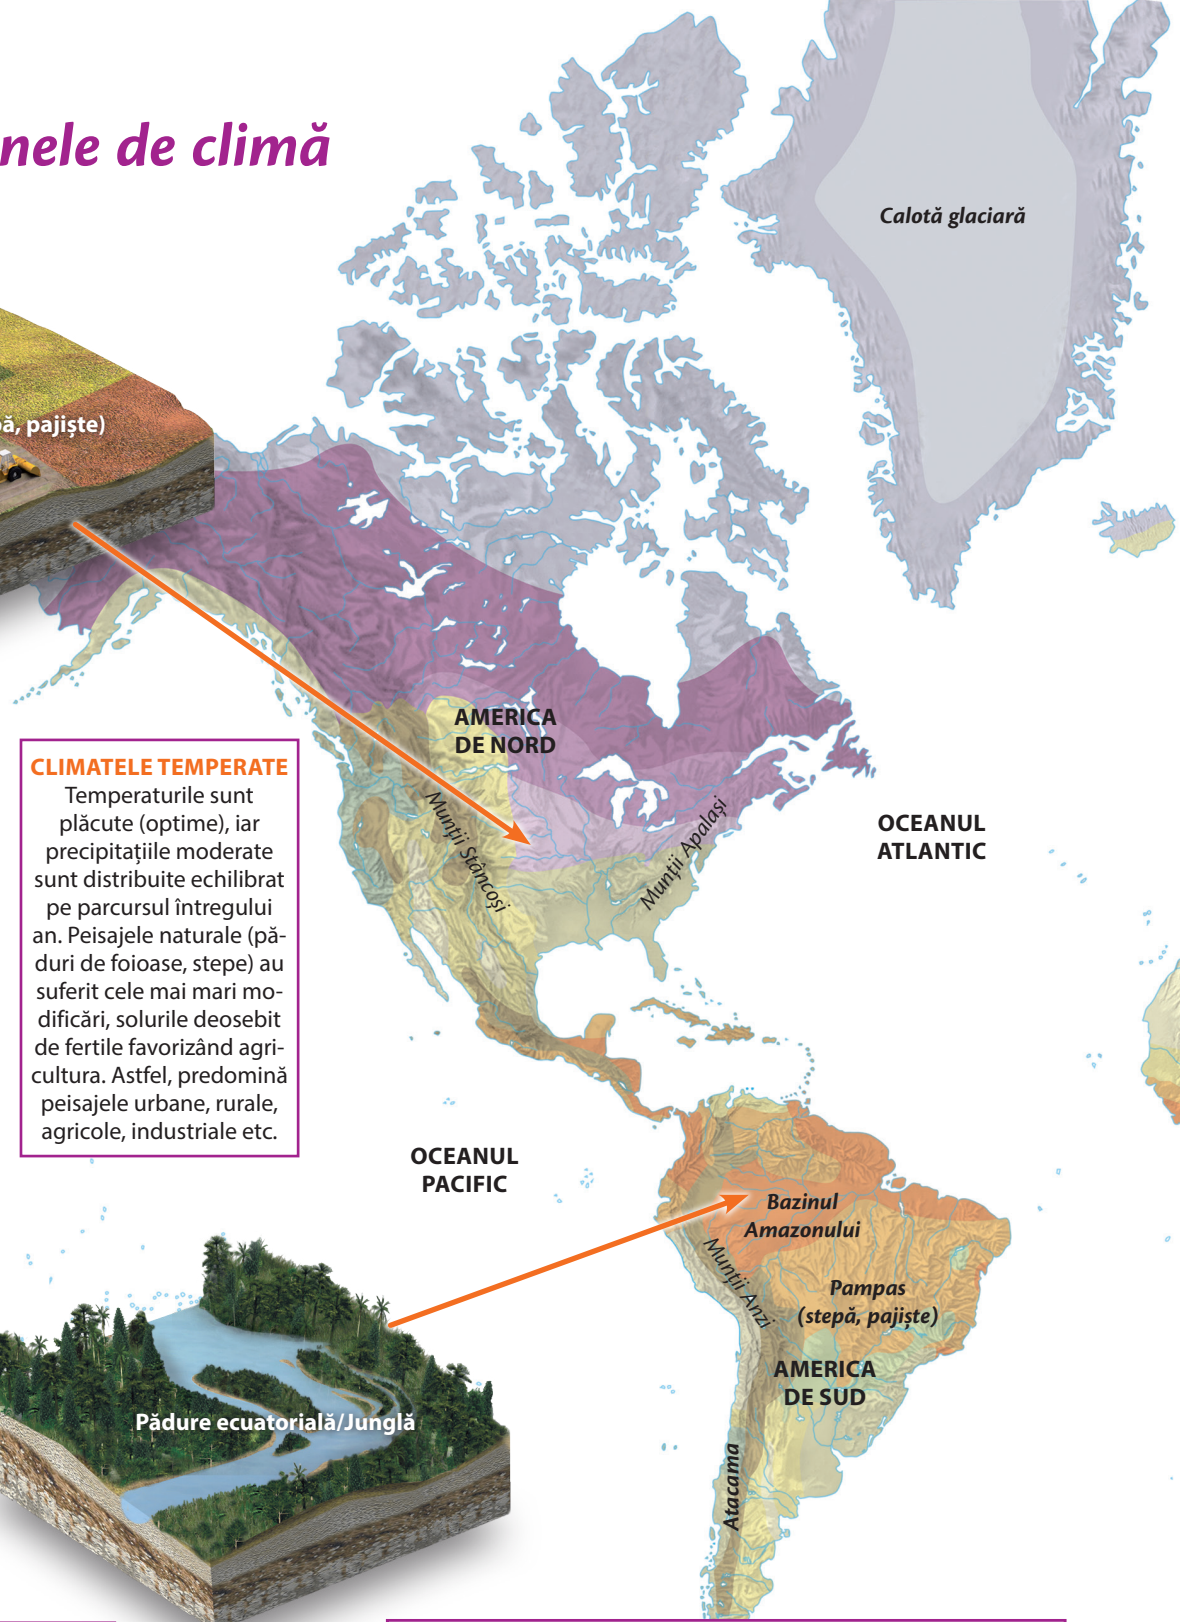 nele de climă
Calotă glaciară
pajiște)
AMERICA
DE NORD
CLIMATELE TEMPERATE
Temperaturile sunt
plăcute (optime), iar
precipitațiile moderate
sunt distribuite echilibrat
pe parcursul întregului
an. Peisajele naturale (pă-
duri de foioase, stepe) au
suferit cele mai mari mo-
dificări, solurile deosebit
de fertile favorizând agri-
cultura. Astfel, predomină
peisajele urbane, rurale,
agricole, industriale etc.
Munții Stâncoși
Munții Apalași
OCEANUL
ATLANTIC
OCEANUL
PACIFIC
Bazinul
Amazonului
Munții Anzi
Pampas
(stepă, pajiște)
AMERICA
DE SUD
Pădure ecuatorială/Junglă
Atacama